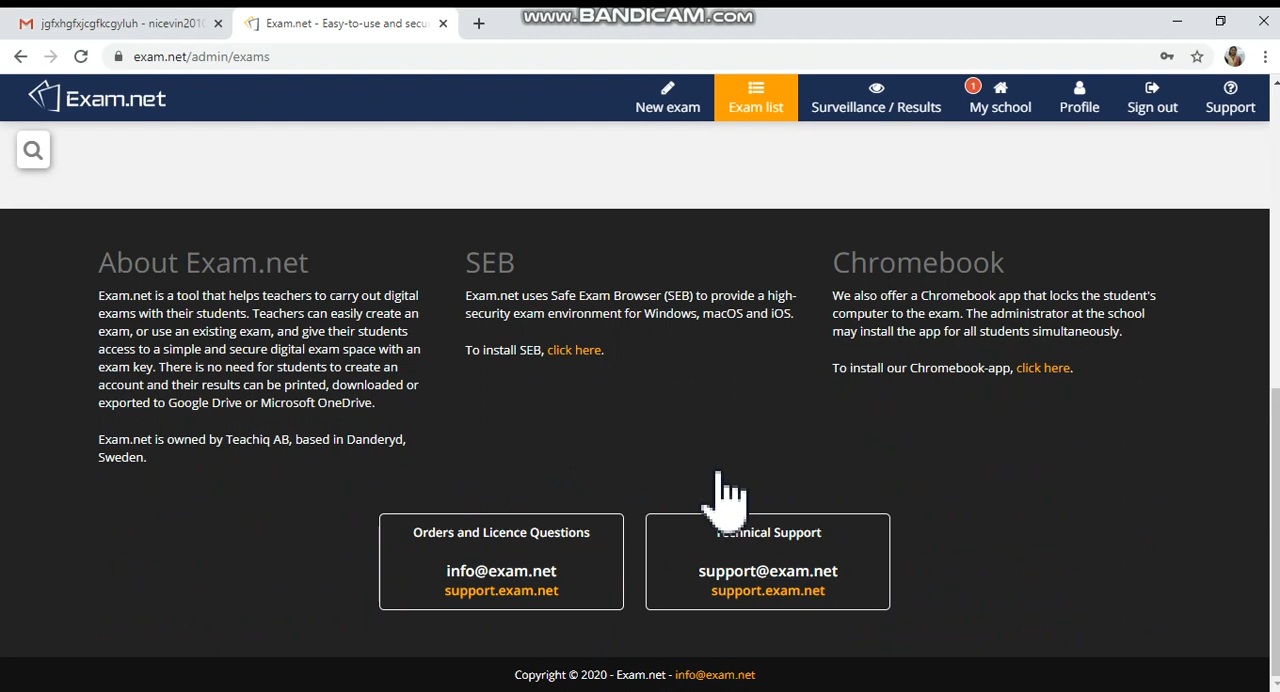 www.BANDICAM.com
jgfxhgfxjcgfkcgyluh - nicevin201
Exam.net - Easy-to-use and secu
exam.net/admin/exams
Exam.net
New exam
Exam list
Surveillance / Results
1
My school
Profile
Sign out
Support
About Exam.net
Exam.net is a tool that helps teachers to carry out digital
exams with their students. Teachers can easily create an
exam, or use an existing exam, and give their students
access to a simple and secure digital exam space with an
exam key. There is no need for students to create an
account and their results can be printed, downloaded or
exported to Google Drive or Microsoft OneDrive.
Exam.net is owned by Teachiq AB, based in Danderyd,
Sweden.
SEB
Exam.net uses Safe Exam Browser (SEB) to provide a high-
security exam environment for Windows, macOS and iOS.
To install SEB, click here.
Chromebook
We also offer a Chromebook app that locks the student's
computer to the exam. The administrator at the school
may install the app for all students simultaneously.
To install our Chromebook-app, click here.
Orders and Licence Questions
info@exam.net
support.exam.net
Technical Support
support@exam.net
support.exam.net
Copyright © 2020 - Exam.net - info@exam.net